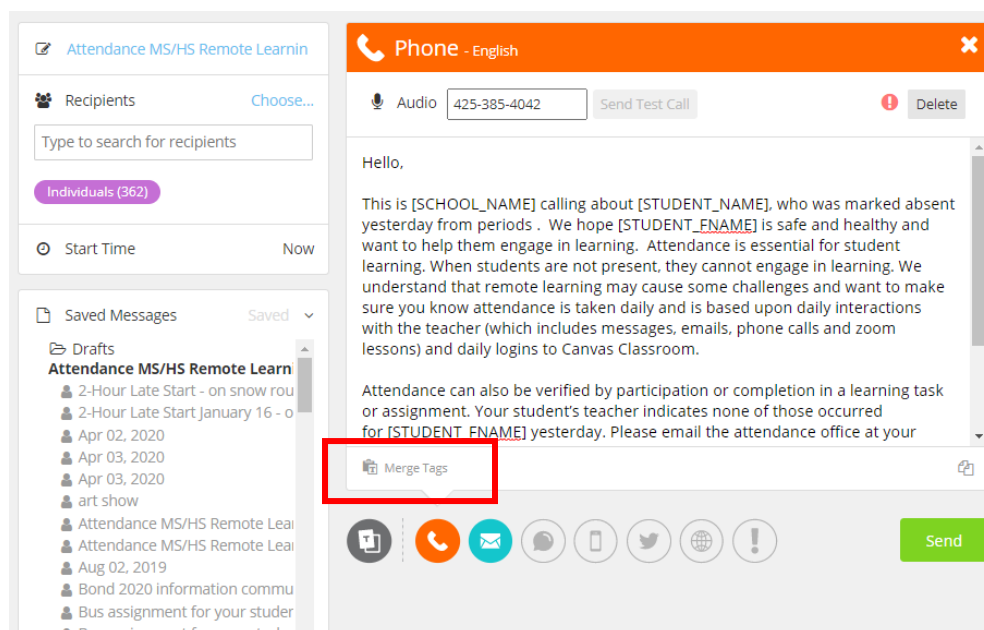 Attendance MS/HS Remote Learnin
Recipients Choose...
Type to search for recipients
Individuals (362)
Start Time Now
Saved Messages Saved
Drafts
Attendance MS/HS Remote Learni
2-Hour Late Start - on snow rou
2-Hour Late Start January 16 - o
Apr 02, 2020
Apr 03, 2020
Apr 03, 2020
art show
Attendance MS/HS Remote Lear
Attendance MS/HS Remote Lear
Aug 02, 2019
Bond 2020 information commu
Bus assignment for your studen
Phone - English
Audio 425-385-4042 Send Test Call Delete
Hello,
This is [SCHOOL_NAME] calling about [STUDENT_NAME], who was marked absent
yesterday from periods .  We hope [STUDENT_FNAME] is safe and healthy and
want to help them engage in learning.  Attendance is essential for student
learning. When students are not present, they cannot engage in learning. We
understand that remote learning may cause some challenges and want to make
sure you know attendance is taken daily and is based upon daily interactions
with the teacher (which includes messages, emails, phone calls and zoom
lessons) and daily logins to Canvas Classroom.
Attendance can also be verified by participation or completion in a learning task
or assignment. Your student's teacher indicates none of those occurred
for [STUDENT_FNAME] yesterday. Please email the attendance office at your
Merge Tags
Send